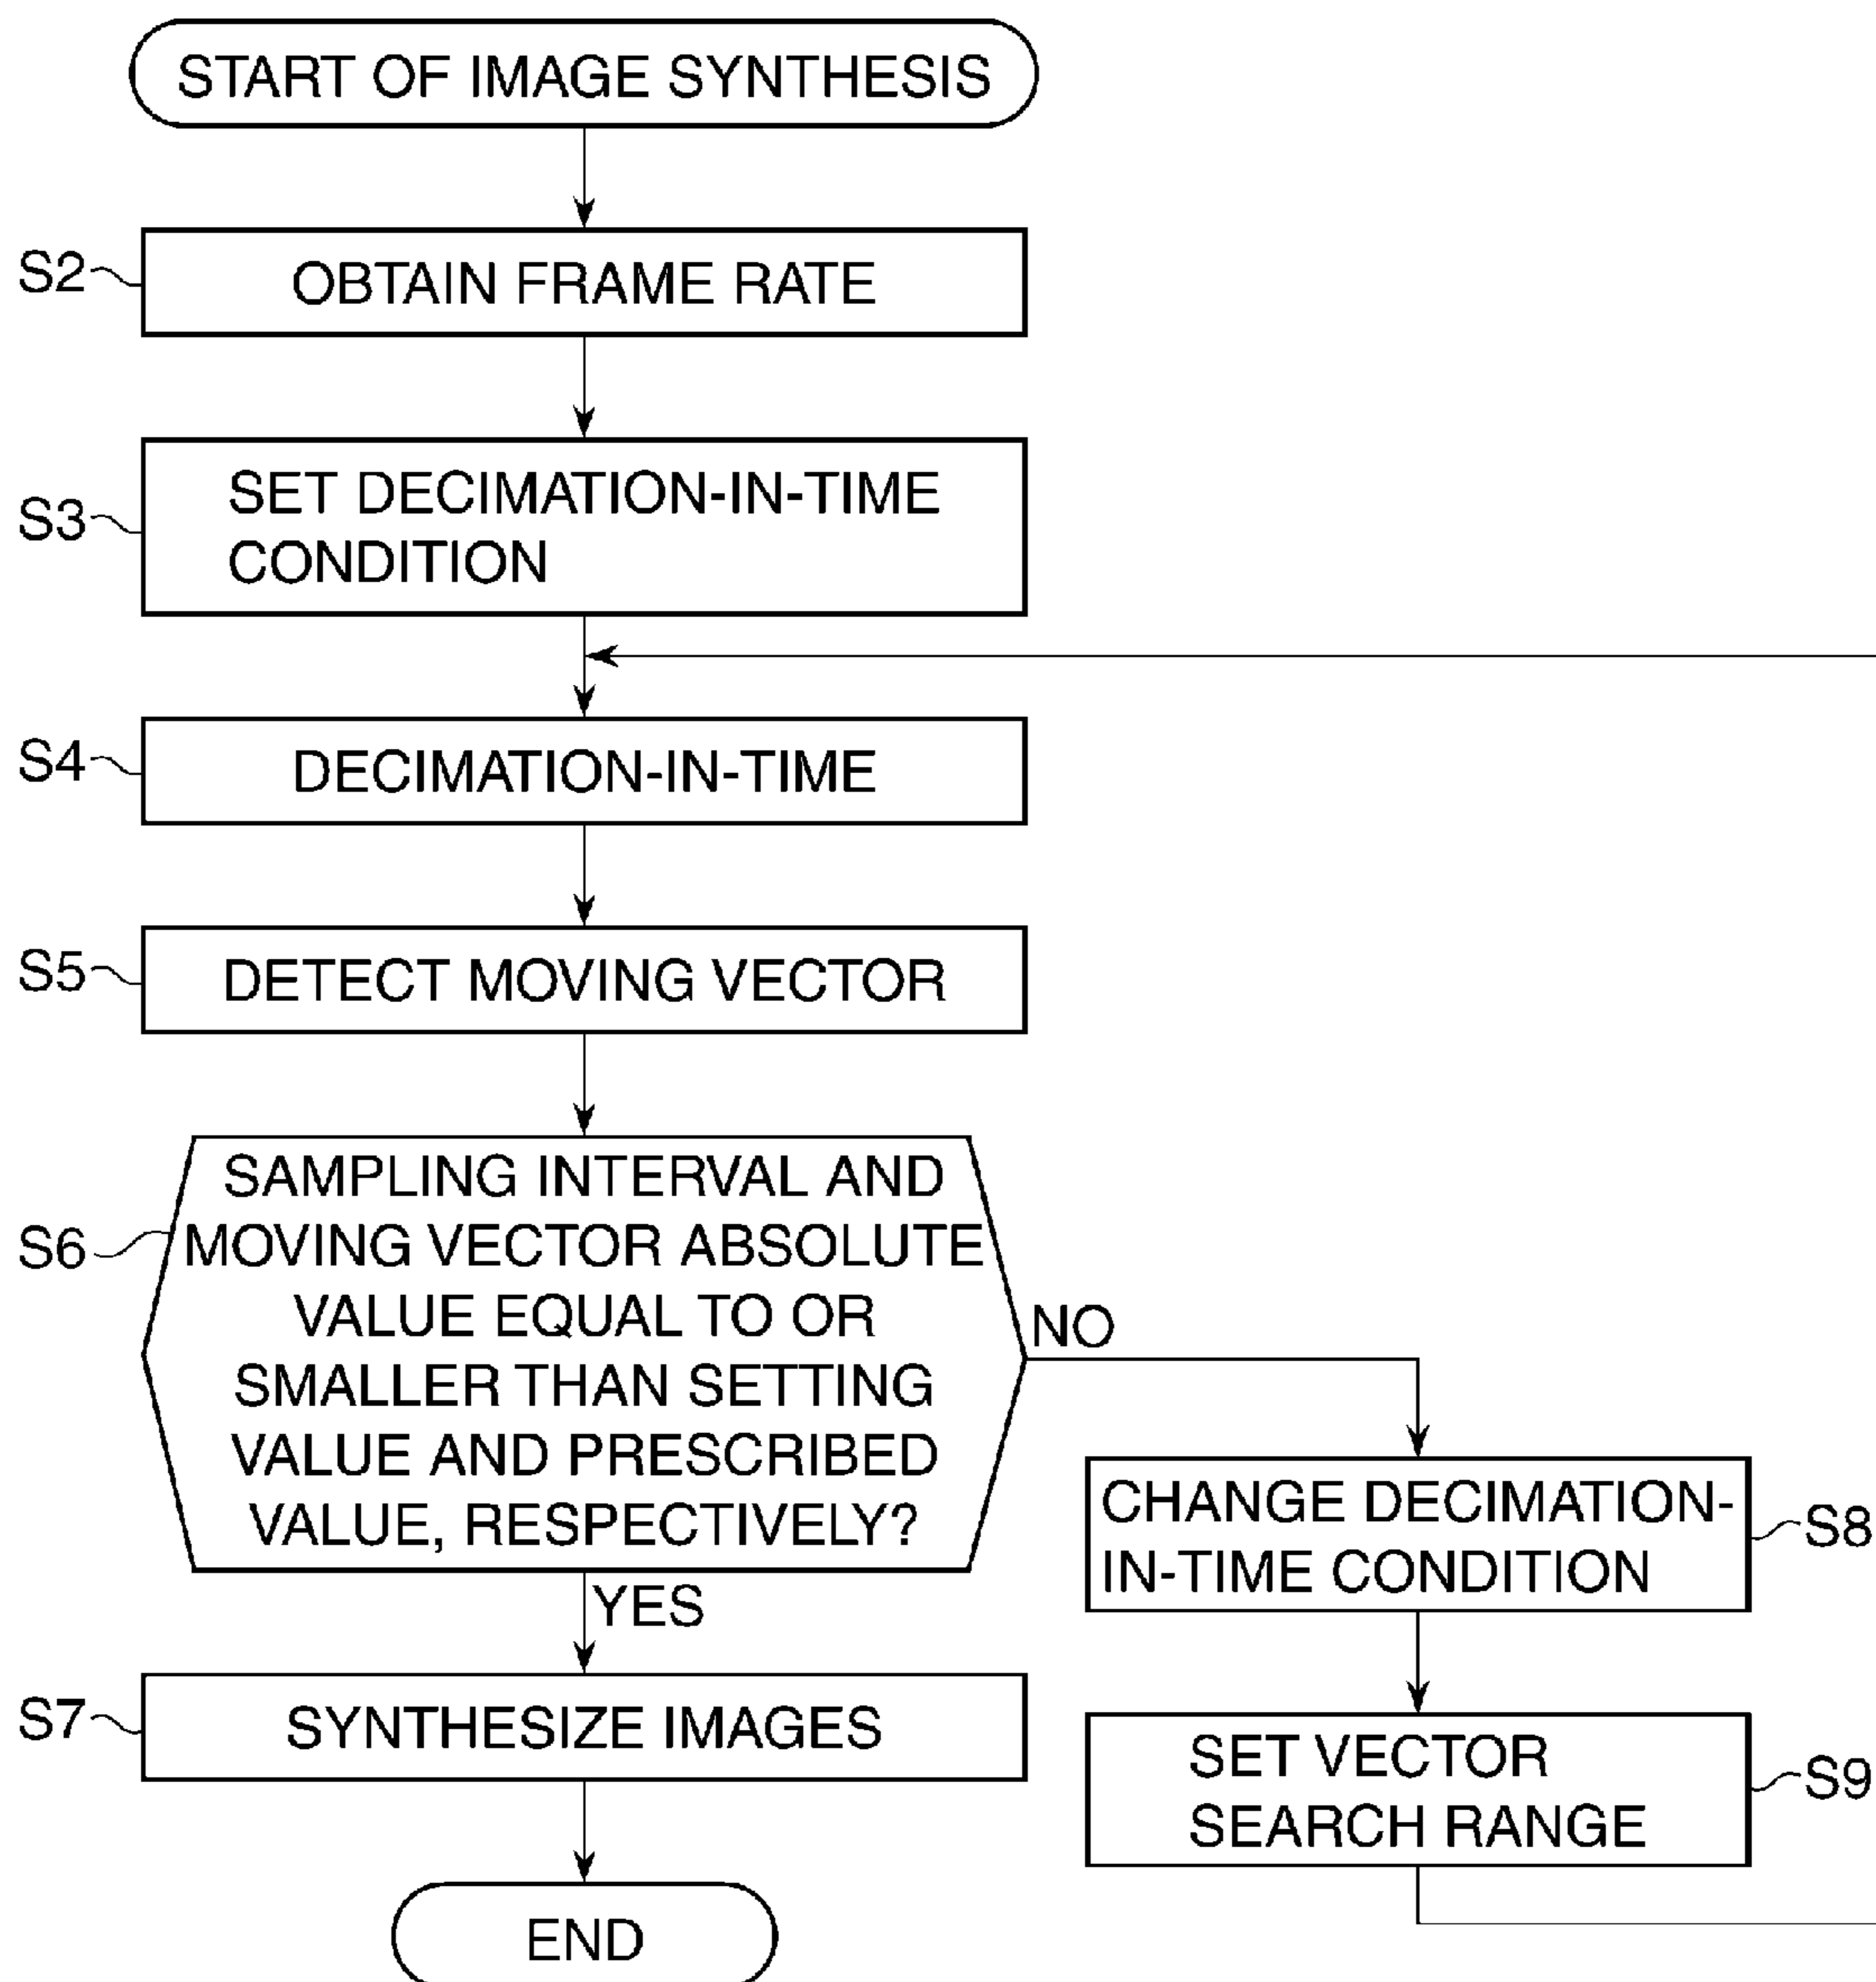 START OF IMAGE SYNTHESIS
S2
OBTAIN FRAME RATE
S3
SET DECIMATION-IN-TIME
CONDITION
S4
DECIMATION-IN-TIME
S5
DETECT MOVING VECTOR
S6
SAMPLING INTERVAL AND
MOVING VECTOR ABSOLUTE
VALUE EQUAL TO OR
SMALLER THAN SETTING
VALUE AND PRESCRIBED
VALUE, RESPECTIVELY?
NO
YES
CHANGE DECIMATION-
IN-TIME CONDITION
S8
S7
SYNTHESIZE IMAGES
SET VECTOR
SEARCH RANGE
S9
END